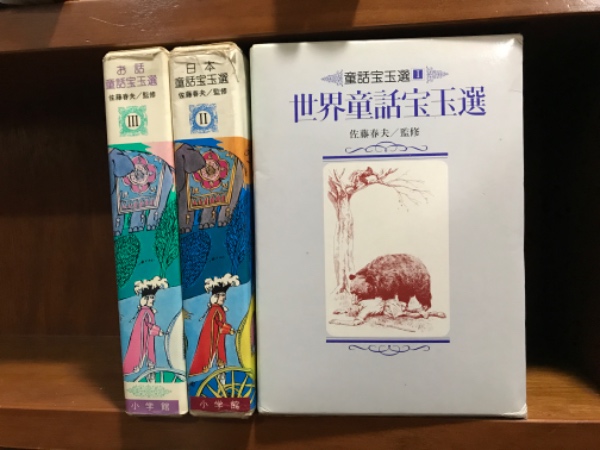 お話
童話宝玉選
佐藤春夫/監修
III
小学館
日本
童話宝玉選
佐藤春夫/監修
II
小学館
童話宝玉選 1
世界童話宝玉選
佐藤春夫/監修